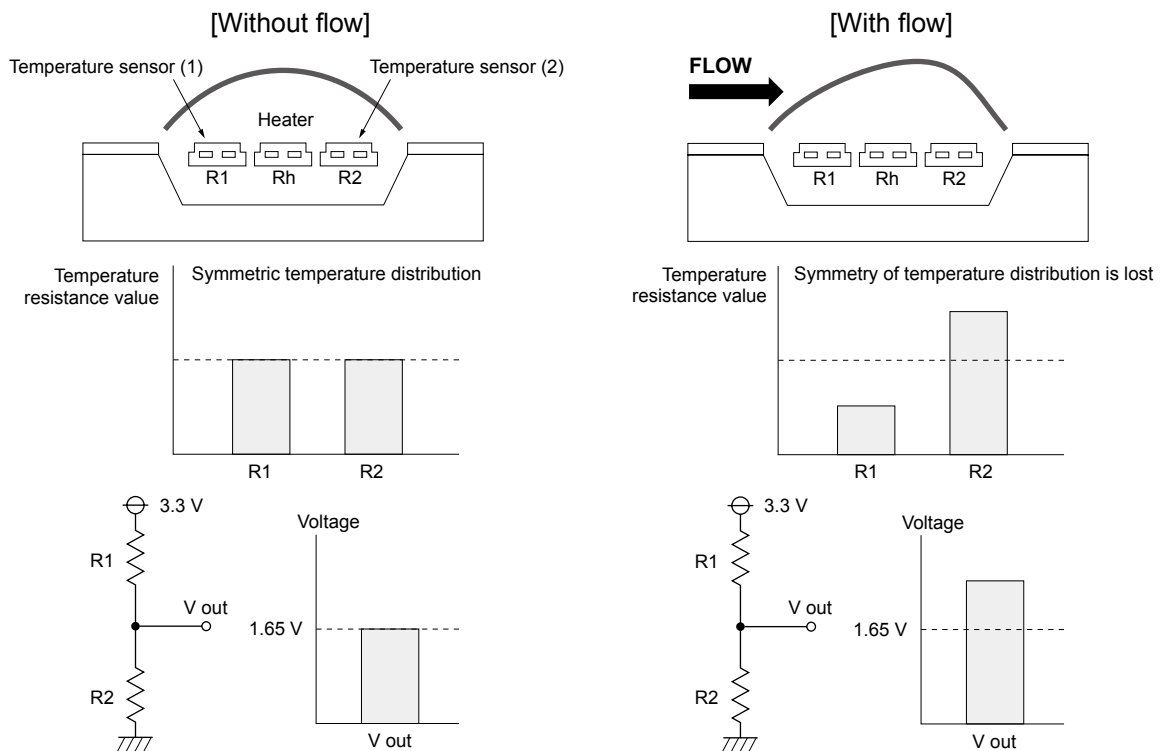 [Without flow]
Temperature sensor (1)
Temperature sensor (2)
Heater
R1 Rh R2
Temperature
resistance value
Symmetric temperature distribution
R1 R2
3.3 V
R1
V out
R2
Voltage
1.65 V
V out
[With flow]
FLOW
R1 Rh R2
Temperature
resistance value
Symmetry of temperature distribution is lost
R1 R2
3.3 V
R1
V out
R2
Voltage
1.65 V
V out